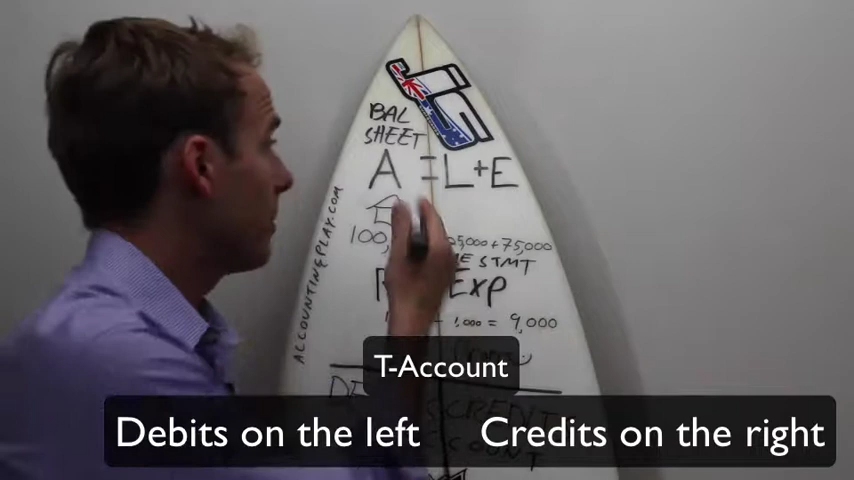 BAL
SHEET
A = L + E
ACCOUNTINGPLAY.COM
100,
5,000 + 75,000
STMT
Exp
1,000 = 9,000
T-Account
Debits on the left
Credits on the right
CREDIT